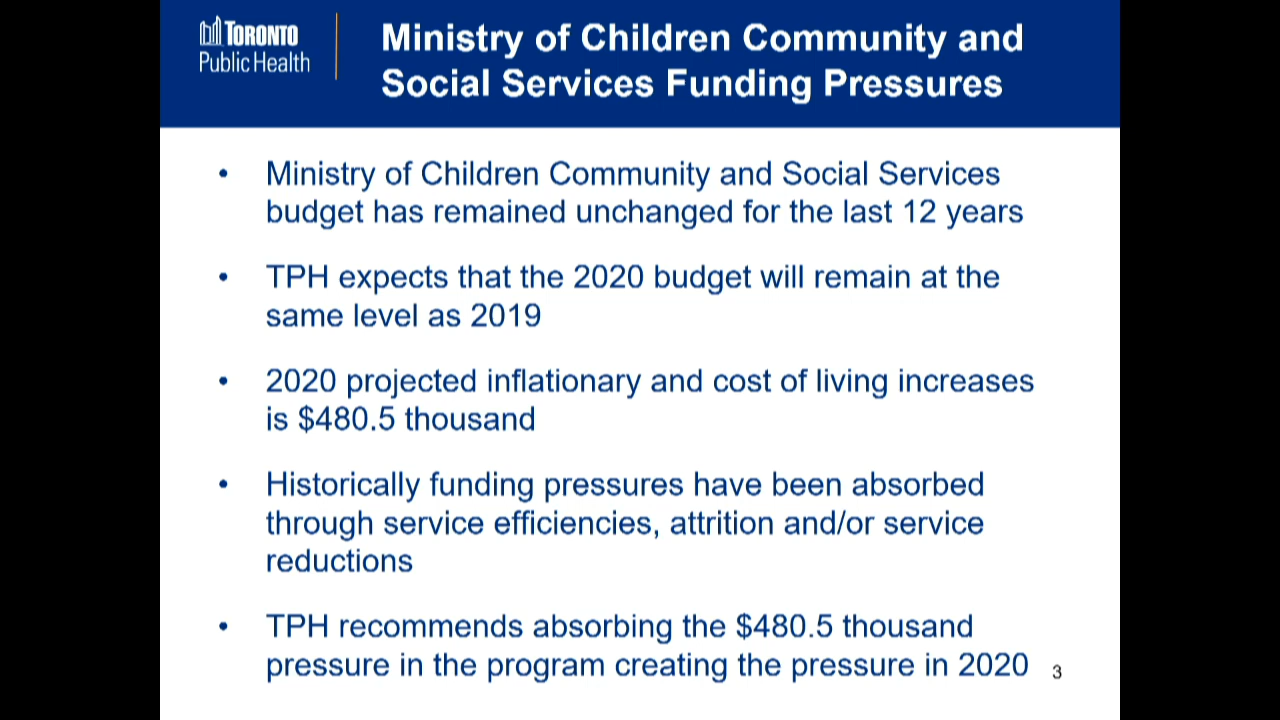 TORONTO
Public Health
Ministry of Children Community and
Social Services Funding Pressures
• Ministry of Children Community and Social Services
budget has remained unchanged for the last 12 years
• TPH expects that the 2020 budget will remain at the
same level as 2019
• 2020 projected inflationary and cost of living increases
is $480.5 thousand
• Historically funding pressures have been absorbed
through service efficiencies, attrition and/or service
reductions
• TPH recommends absorbing the $480.5 thousand
pressure in the program creating the pressure in 2020
3